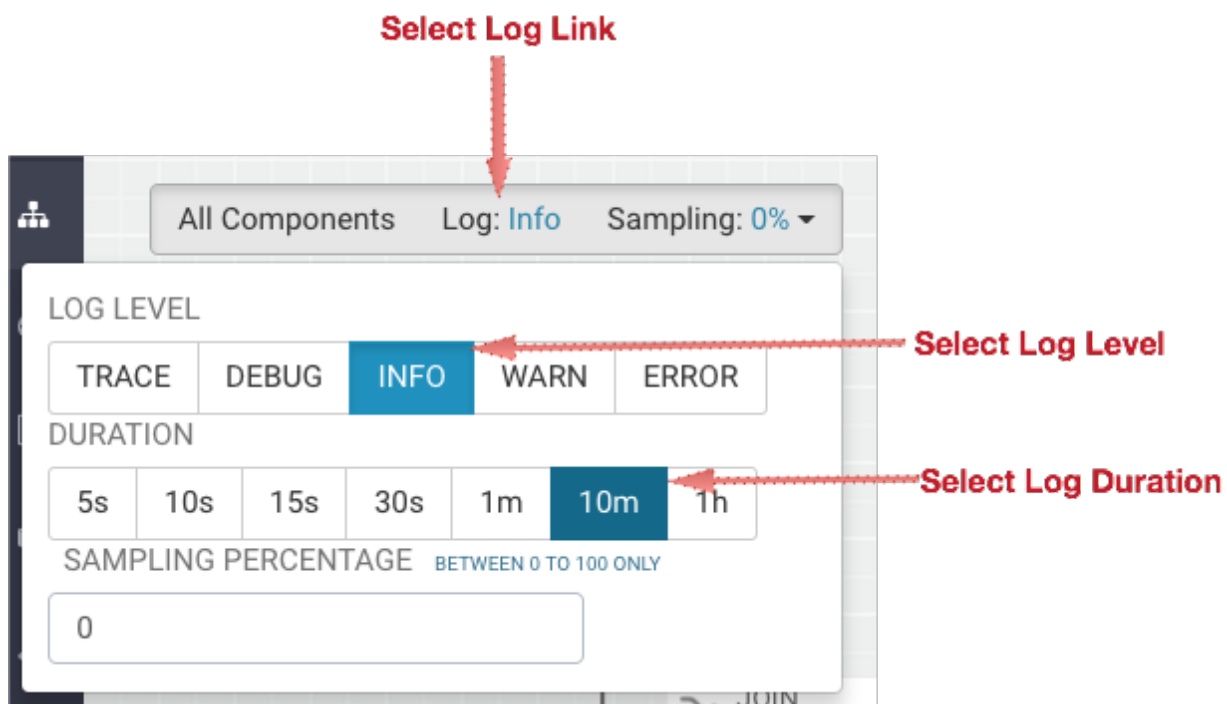 Select Log Link
All Components Log: Info Sampling: 0%
LOG LEVEL
TRACE DEBUG INFO WARN ERROR
Select Log Level
DURATION
5s 10s 15s 30s 1m 10m 1h
Select Log Duration
SAMPLING PERCENTAGE BETWEEN 0 TO 100 ONLY
0
JOIN